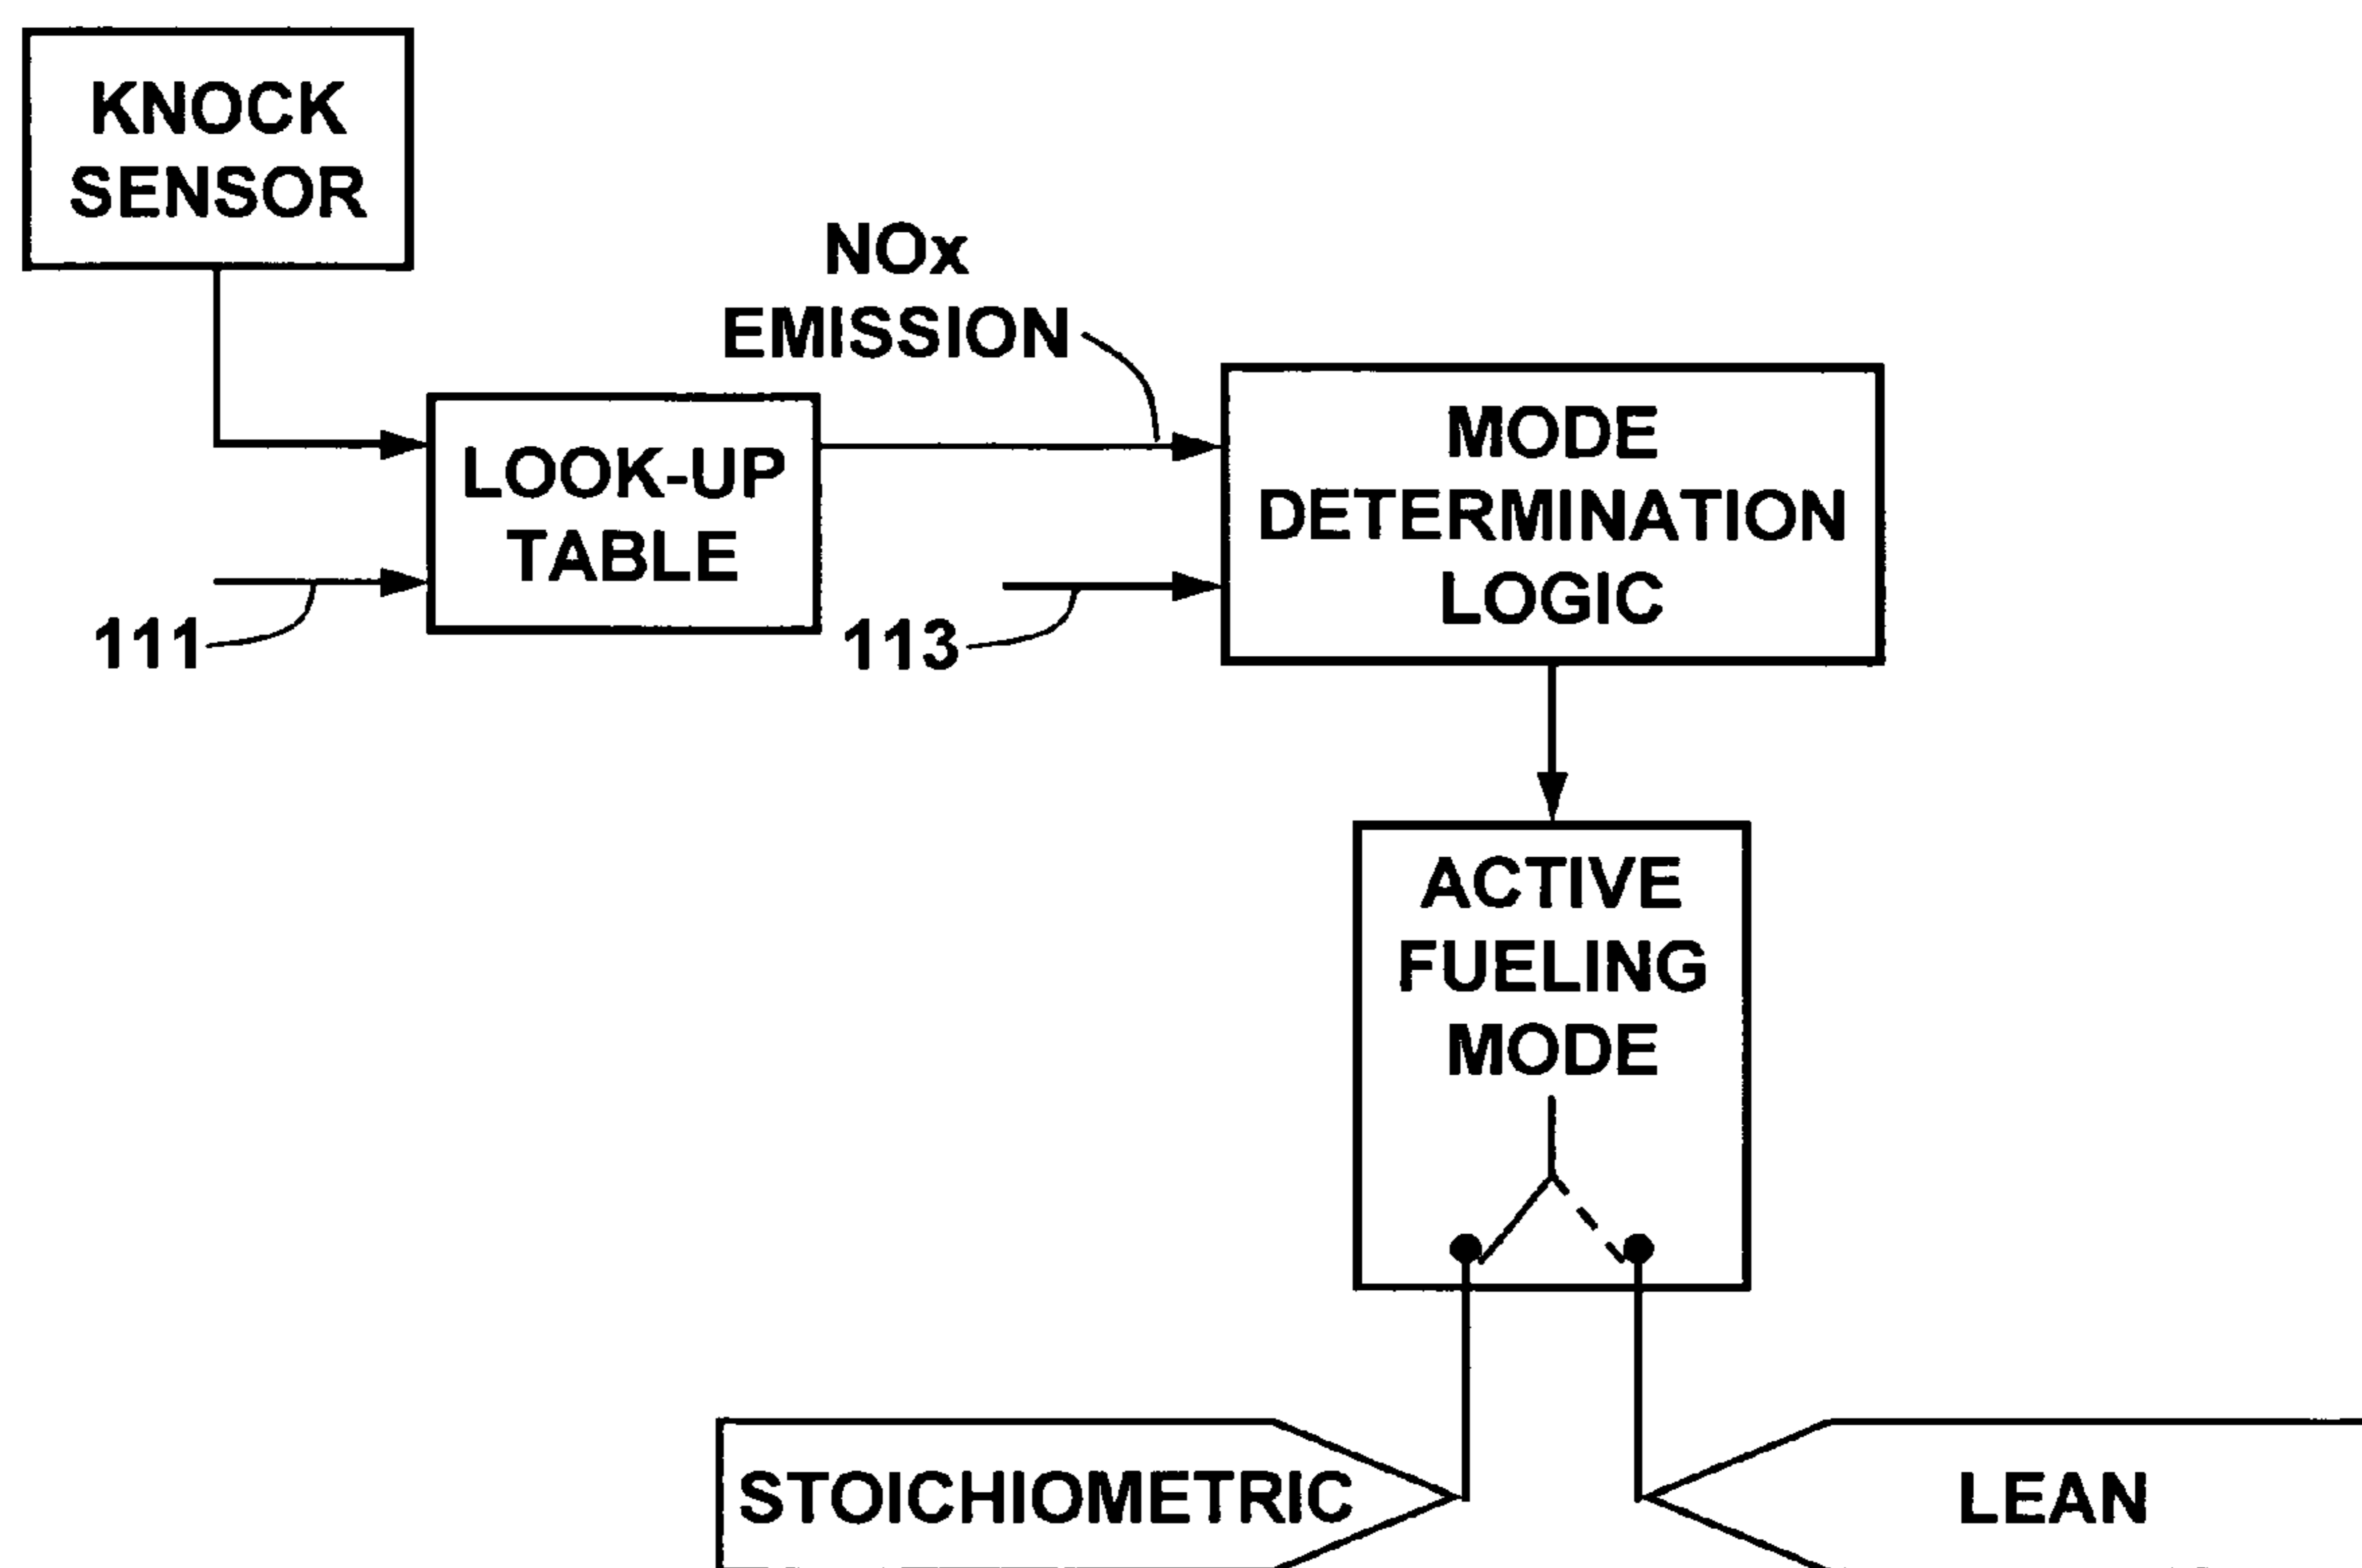 KNOCK
SENSOR
NOx
EMISSION
LOOK-UP
TABLE
111
113
MODE
DETERMINATION
LOGIC
ACTIVE
FUELING
MODE
STOICHIOMETRIC
LEAN